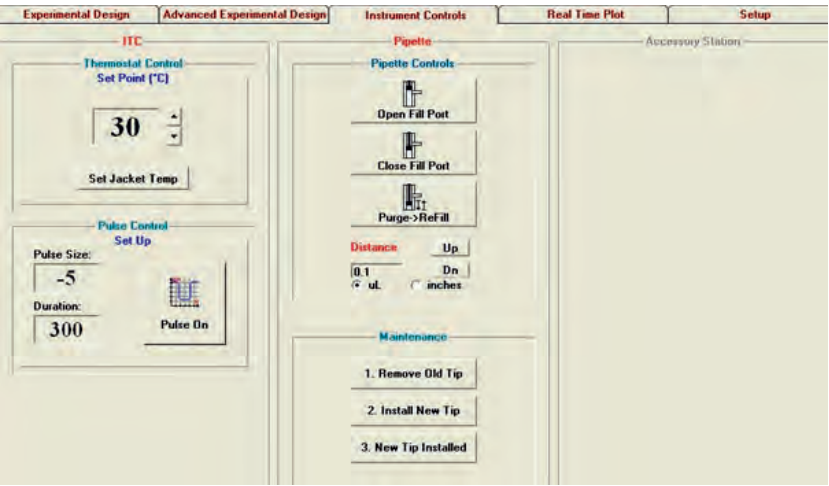 Experimental Design
Advanced Experimental Design
Instrument Controls
Real Time Plot
Setup
ITC
Thermostat Control
Set Point (°C)
30
Set Jacket Temp
Pulse Control
Set Up
Pulse Size:
-5
Duration:
300
Pulse On
Pipette
Pipette Controls
Open Fill Port
Close Fill Port
Purge->ReFill
Distance
Up
0.1
Dn
uL
inches
Maintenance
1. Remove Old Tip
2. Install New Tip
3. New Tip Installed
Accessory Station